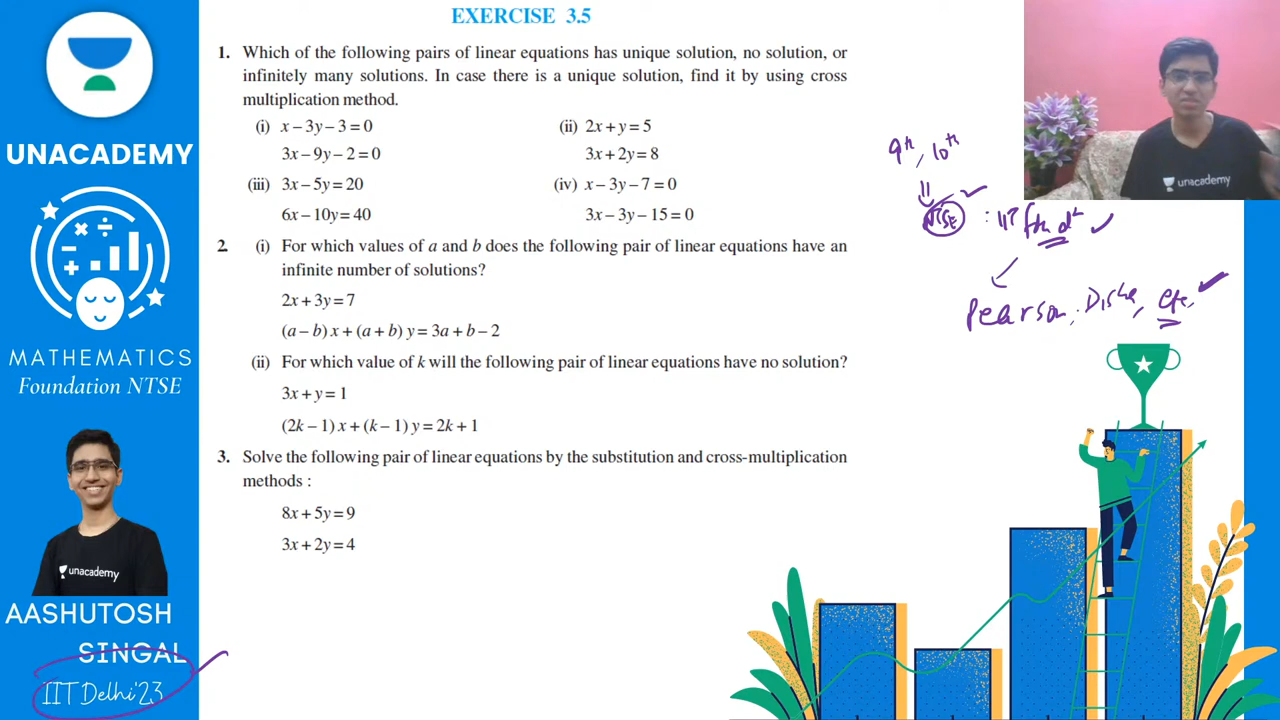 EXERCISE 3.5
1. Which of the following pairs of linear equations has unique solution, no solution, or
infinitely many solutions. In case there is a unique solution, find it by using cross
multiplication method.
(i) x – 3y – 3 = 0 (ii) 2x + y = 5
3x – 9y – 2 = 0 3x + 2y = 8
(iii) 3x – 5y = 20 (iv) x – 3y – 7 = 0
6x – 10y = 40 3x – 3y – 15 = 0
2. (i) For which values of a and b does the following pair of linear equations have an
infinite number of solutions?
2x + 3y = 7
(a – b) x + (a + b) y = 3a + b – 2
(ii) For which value of k will the following pair of linear equations have no solution?
3x + y = 1
(2k – 1) x + (k – 1) y = 2k + 1
3. Solve the following pair of linear equations by the substitution and cross-multiplication
methods :
8x + 5y = 9
3x + 2y = 4
UNACADEMY
MATHEMATICS
Foundation NTSE
unacademy
AASHUTOSH
SINGAL
IIT Delhi'23
unacademy
9th, 10th
NTSE : IIT
Pearson, Disha, etc.